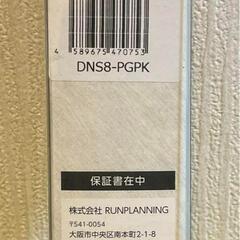 4 589675 470753
DNS8-PGPK
保証書在中
株式会社 RUNPLANNING
〒541-0054
大阪市中央区南本町2-1-8